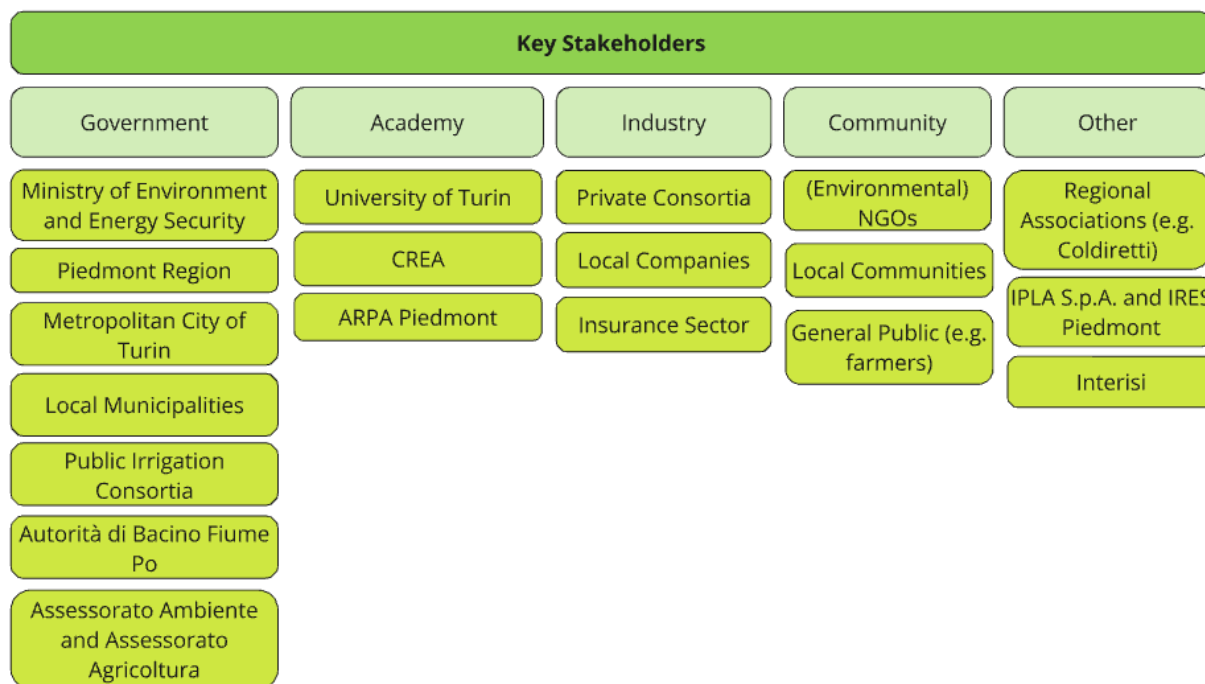 Key Stakeholders
Government
Academy
Industry
Community
Other
Ministry of Environment
and Energy Security
Piedmont Region
Metropolitan City of
Turin
Local Municipalities
Public Irrigation
Consortia
Autorità di Bacino Fiume
Po
Assessorato Ambiente
and Assessorato
Agricoltura
University of Turin
CREA
ARPA Piedmont
Private Consortia
Local Companies
Insurance Sector
(Environmental)
NGOs
Local Communities
General Public (e.g.
farmers)
Regional
Associations (e.g.
Coldiretti)
IPLA S.p.A. and IRES
Piedmont
Interisi